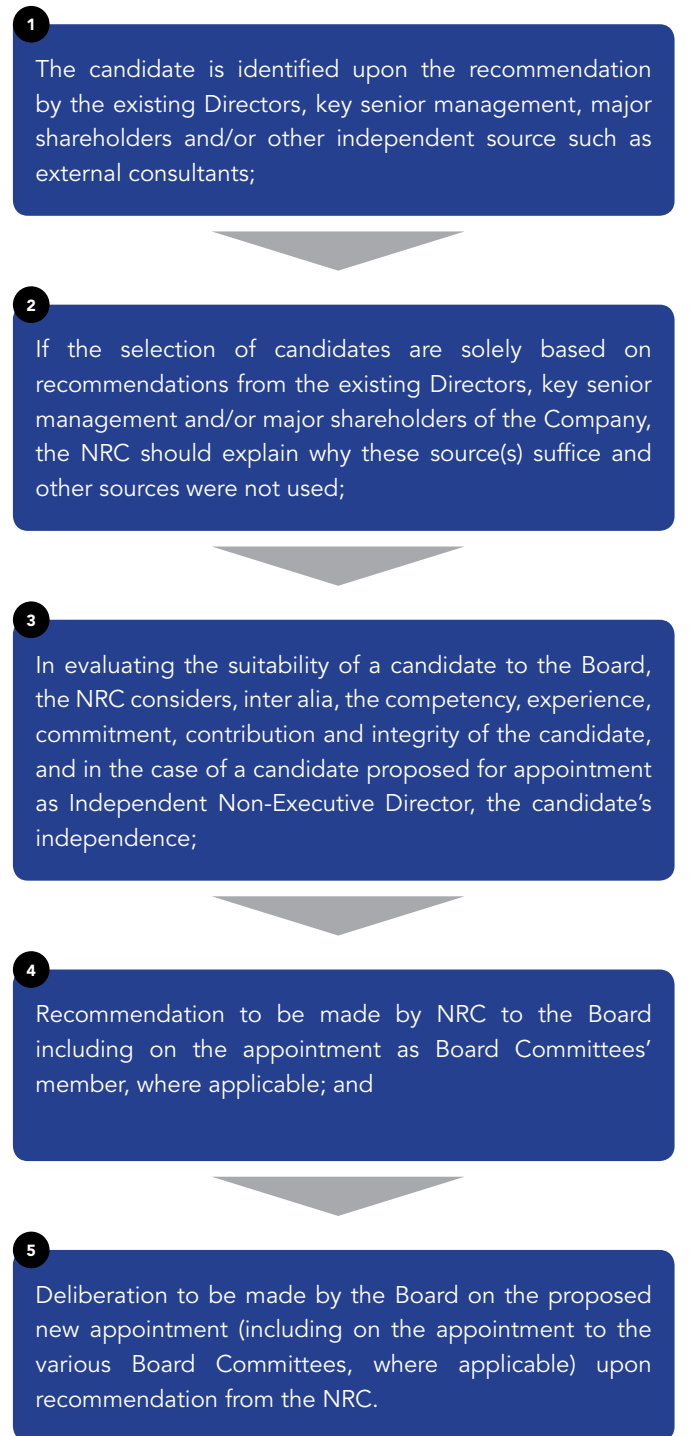 1
The candidate is identified upon the recommendation
by the existing Directors, key senior management, major
shareholders and/or other independent source such as
external consultants;
2
If the selection of candidates are solely based on
recommendations from the existing Directors, key senior
management and/or major shareholders of the Company,
the NRC should explain why these source(s) suffice and
other sources were not used;
3
In evaluating the suitability of a candidate to the Board,
the NRC considers, inter alia, the competency, experience,
commitment, contribution and integrity of the candidate,
and in the case of a candidate proposed for appointment
as Independent Non-Executive Director, the candidate's
independence;
4
Recommendation to be made by NRC to the Board
including on the appointment as Board Committees'
member, where applicable; and
5
Deliberation to be made by the Board on the proposed
new appointment (including on the appointment to the
various Board Committees, where applicable) upon
recommendation from the NRC.